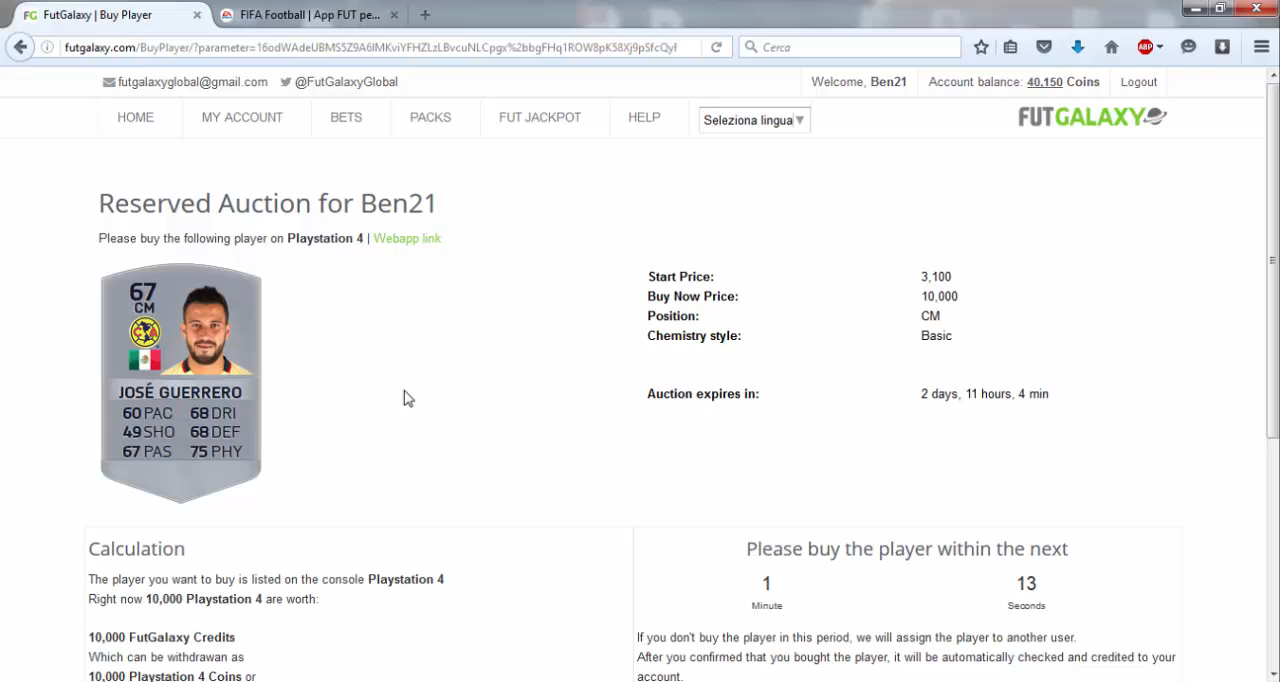 FG FutGalaxy | Buy Player
FIFA Football | App FUT pe...
futgalaxy.com/BuyPlayer/?parameter=16odWAdeUBMS5Z9A6IMKviYFHZLzLBvcuNLCpgx%2bbgFHq1ROW8pK58Xj9pSfcQyF
Cerca
ABP
futgalaxyglobal@gmail.com @FutGalaxyGlobal
Welcome, Ben21
Account balance: 40,150 Coins
Logout
HOME MY ACCOUNT BETS PACKS FUT JACKPOT HELP
Seleziona lingua
FUTGALAXY
Reserved Auction for Ben21
Please buy the following player on Playstation 4 | Webapp link
67
CM
JOSÉ GUERRERO
60 PAC 68 DRI
49 SHO 68 DEF
67 PAS 75 PHY
Start Price: 3,100
Buy Now Price: 10,000
Position: CM
Chemistry style: Basic
Auction expires in: 2 days, 11 hours, 4 min
Calculation
The player you want to buy is listed on the console Playstation 4
Right now 10,000 Playstation 4 are worth:
10,000 FutGalaxy Credits
Which can be withdrawan as
10,000 Playstation 4 Coins or
Please buy the player within the next
1 13
Minute Seconds
If you don't buy the player in this period, we will assign the player to another user.
After you confirmed that you bought the player, it will be automatically checked and credited to your
account.